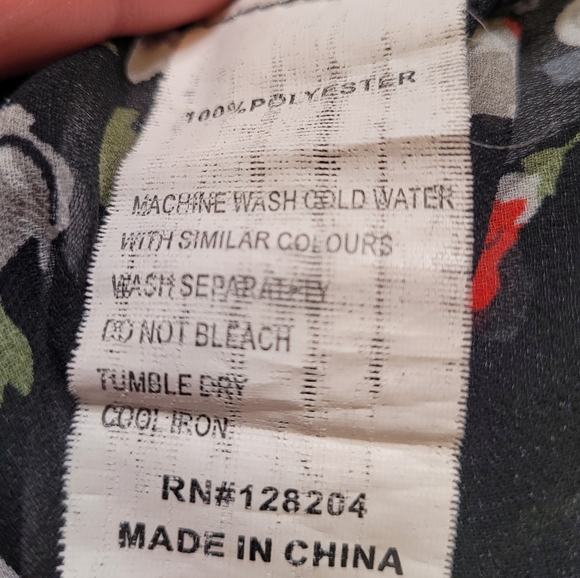 100%POLYESTER
MACHINE WASH COLD WATER
WITH SIMILAR COLOURS
WASH SEPARATELY
DO NOT BLEACH
TUMBLE DRY
COOL IRON
RN#128204
MADE IN CHINA